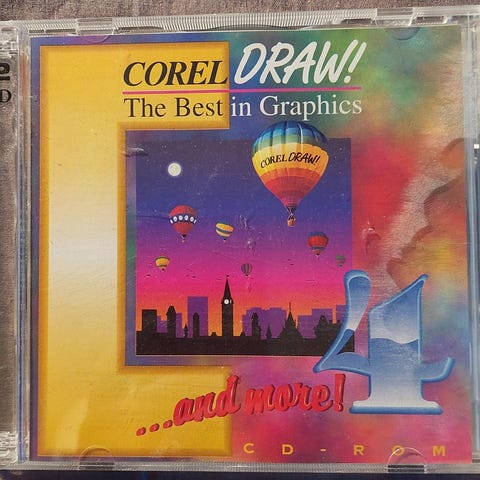 COREL DRAW!
The Best in Graphics
COREL DRAW!
4
...and more!
CD-ROM